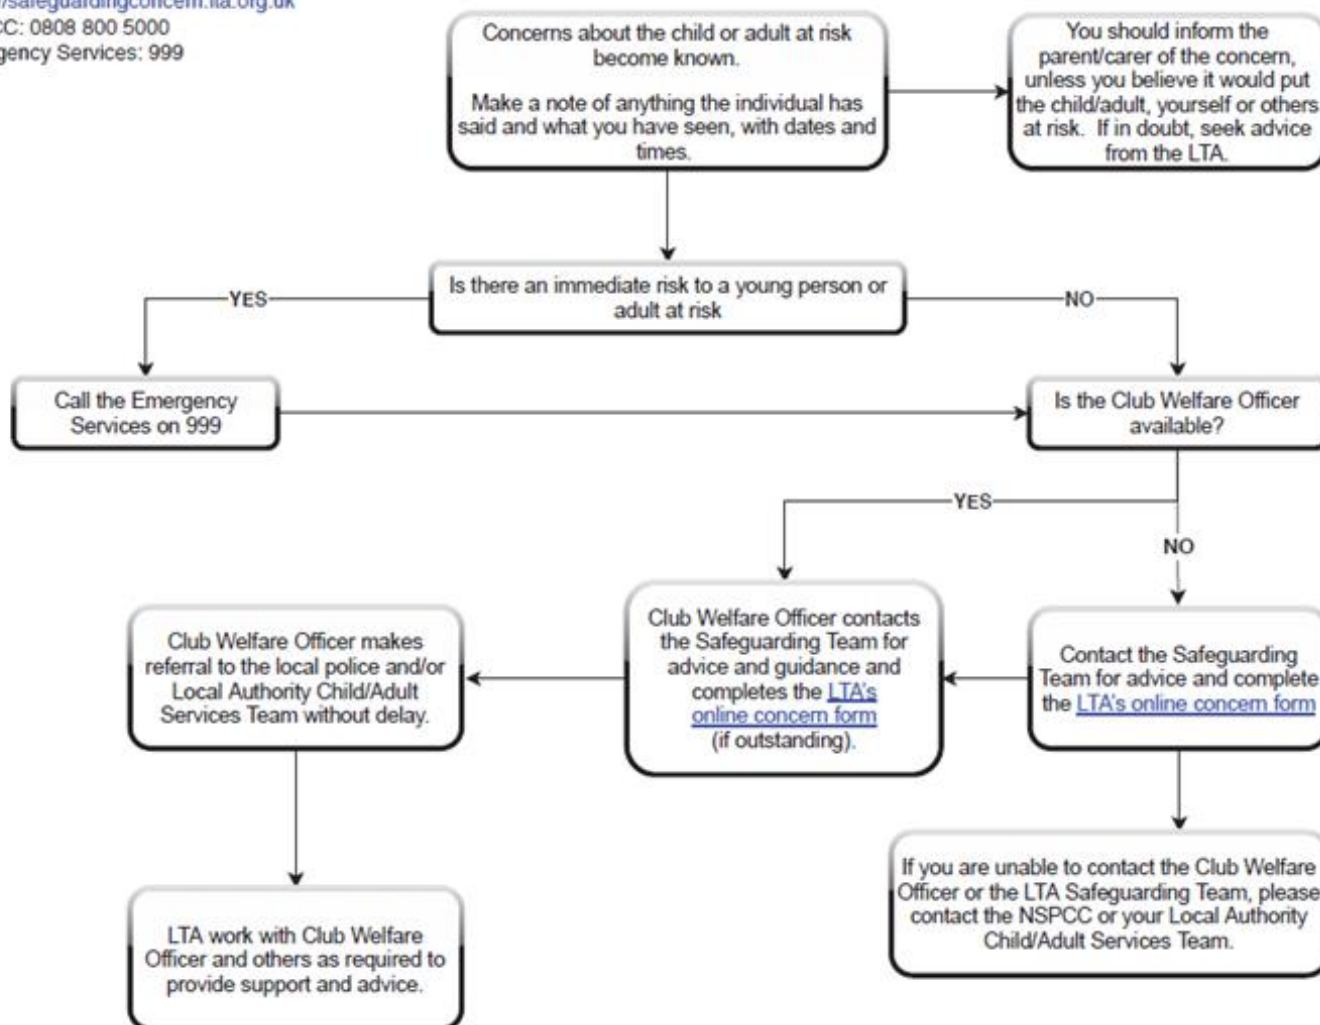 /safeguardingconcern.lta.org.uk
CC: 0808 800 5000
gency Services: 999
Concerns about the child or adult at risk
become known.
Make a note of anything the individual has
said and what you have seen, with dates and
times.
You should inform the
parent/carer of the concern,
unless you believe it would put
the child/adult, yourself or others
at risk. If in doubt, seek advice
from the LTA.
Is there an immediate risk to a young person or
adult at risk
YES
NO
Call the Emergency
Services on 999
Is the Club Welfare Officer
available?
YES
NO
Club Welfare Officer makes
referral to the local police and/or
Local Authority Child/Adult
Services Team without delay.
Club Welfare Officer contacts
the Safeguarding Team for
advice and guidance and
completes the LTA's
online concern form
(if outstanding).
Contact the Safeguarding
Team for advice and complete
the LTA's online concern form
If you are unable to contact the Club Welfare
Officer or the LTA Safeguarding Team, please
contact the NSPCC or your Local Authority
Child/Adult Services Team.
LTA work with Club Welfare
Officer and others as required to
provide support and advice.